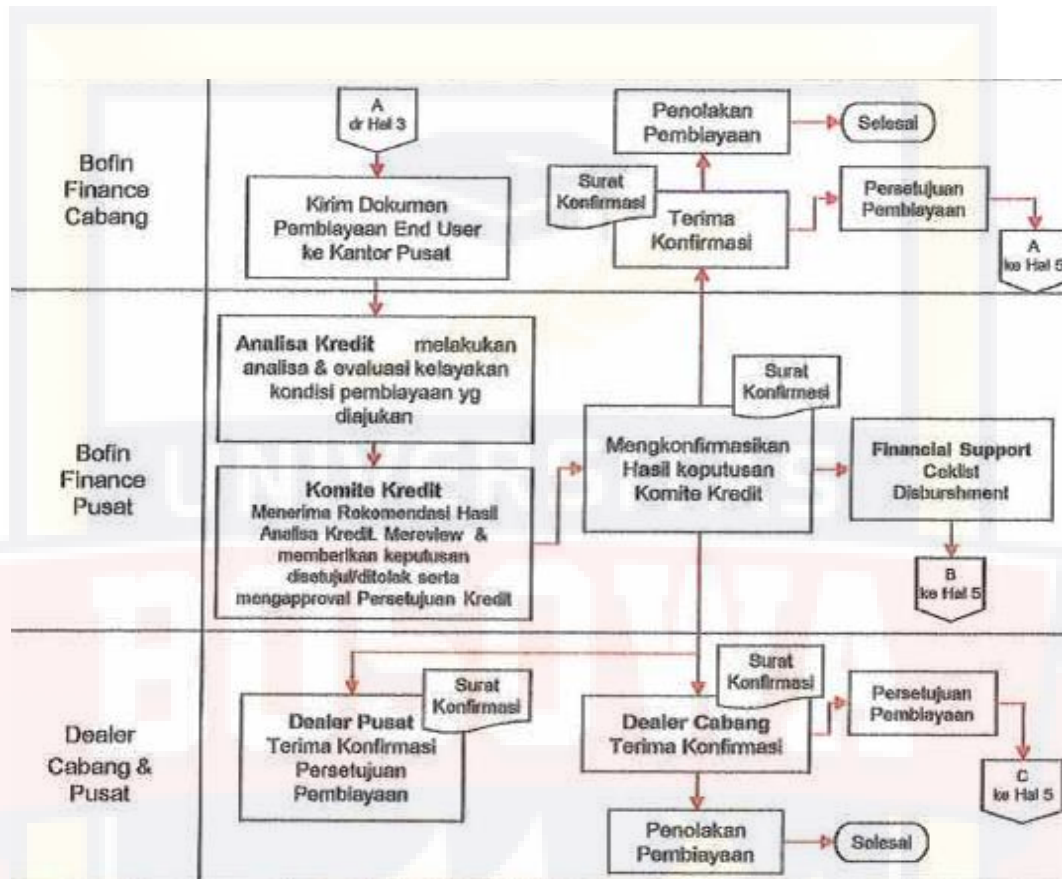 Bofin
Finance
Cabang
A
dr Hal 3
Kirim Dokumen
Pembiayaan End User
ke Kantor Pusat
Penolakan
Pembiayaan
Selesai
Surat
Konfirmasi
Terima
Konfirmasi
Persetujuan
Pembiayaan
A
ke Hal 5
Bofin
Finance
Pusat
Analisa Kredit melakukan
analisa & evaluasi kelayakan
kondisi pembiayaan yg
diajukan
Komite Kredit
Menerima Rekomendasi Hasil
Analisa Kredit. Mereview &
memberikan keputusan
disetujui/ditolak serta
mengapproval Persetujuan Kredit
Surat
Konfirmasi
Mengkonfirmasikan
Hasil keputusan
Komite Kredit
Financial Support
Ceklist
Disburshment
B
ke Hal 5
UNIVERSITAS
BOSOWA
Dealer
Cabang &
Pusat
Surat
Konfirmasi
Dealer Pusat
Terima Konfirmasi
Persetujuan
Pembiayaan
Surat
Konfirmasi
Dealer Cabang
Terima Konfirmasi
Persetujuan
Pembiayaan
C
ke Hal 5
Penolakan
Pembiayaan
Selesai